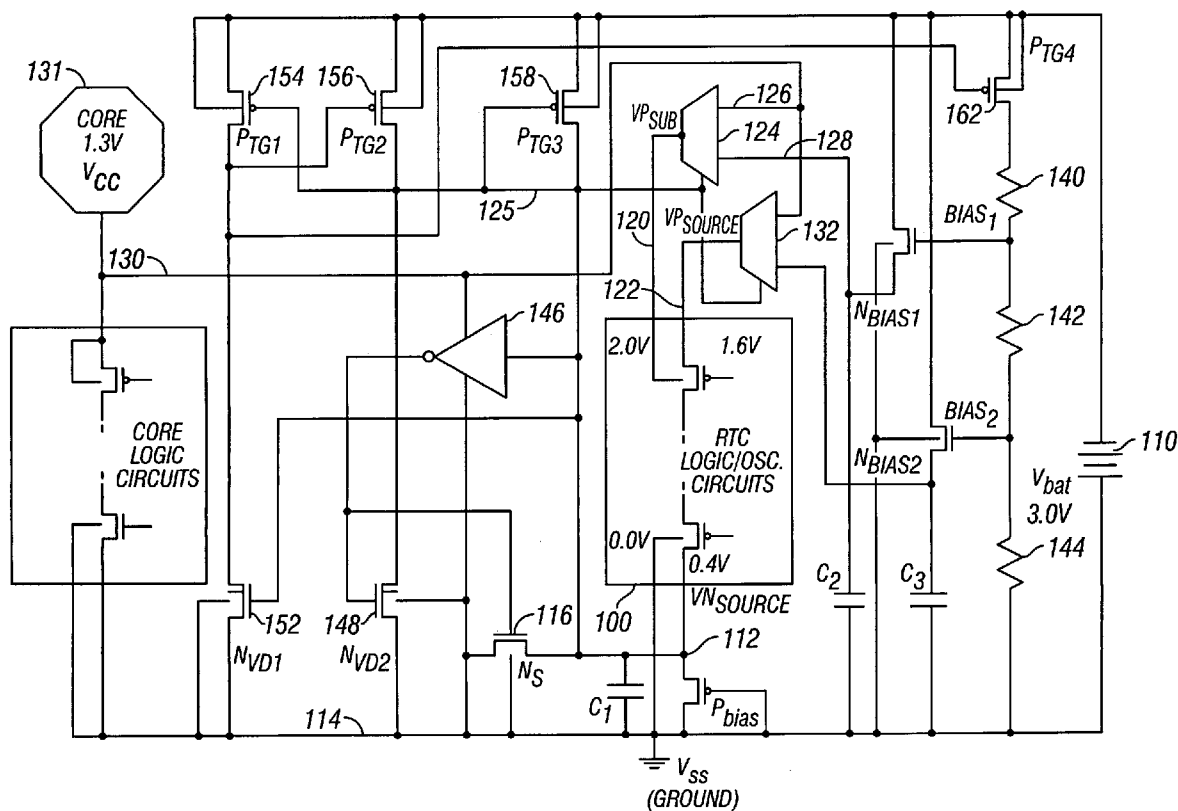 131
CORE
1.3V
VCC
154
PTG1
156
PTG2
158
PTG3
VPSUB
126
124
128
PTG4
162
140
125
120
VPSOURCE
132
BIAS1
130
122
146
NBIAS1
142
2.0V
1.6V
CORE
LOGIC
CIRCUITS
RTC
LOGIC/OSC.
CIRCUITS
BIAS2
NBIAS2
110
Vbat
3.0V
0.0V
0.4V
144
C2
C3
152
148
116
100
VNSOURCE
NVD1
NVD2
NS
112
C1
Pbias
114
VSS
(GROUND)